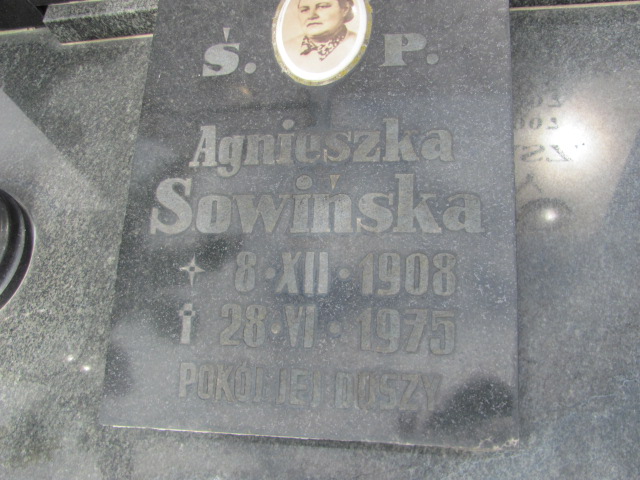 Ś. P.
Agnieszka
Sowińska
8·XII·1908
28·VI·1975
POKÓJ JEJ DUSZY